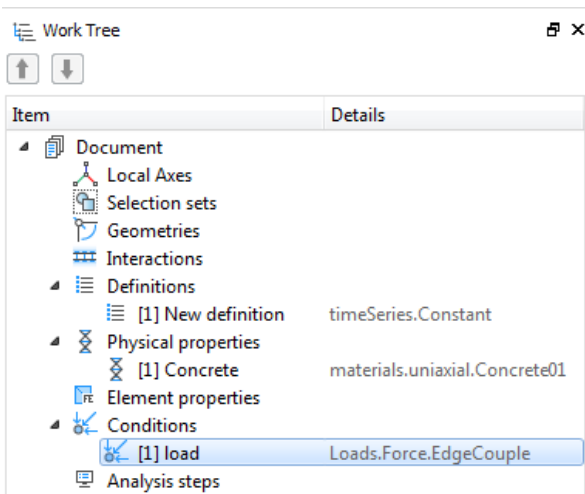 Work Tree
Item Details
Document
Local Axes
Selection sets
Geometries
Interactions
Definitions
[1] New definition timeSeries.Constant
Physical properties
[1] Concrete materials.uniaxial.Concrete01
FE Element properties
Conditions
[1] load Loads.Force.EdgeCouple
Analysis steps